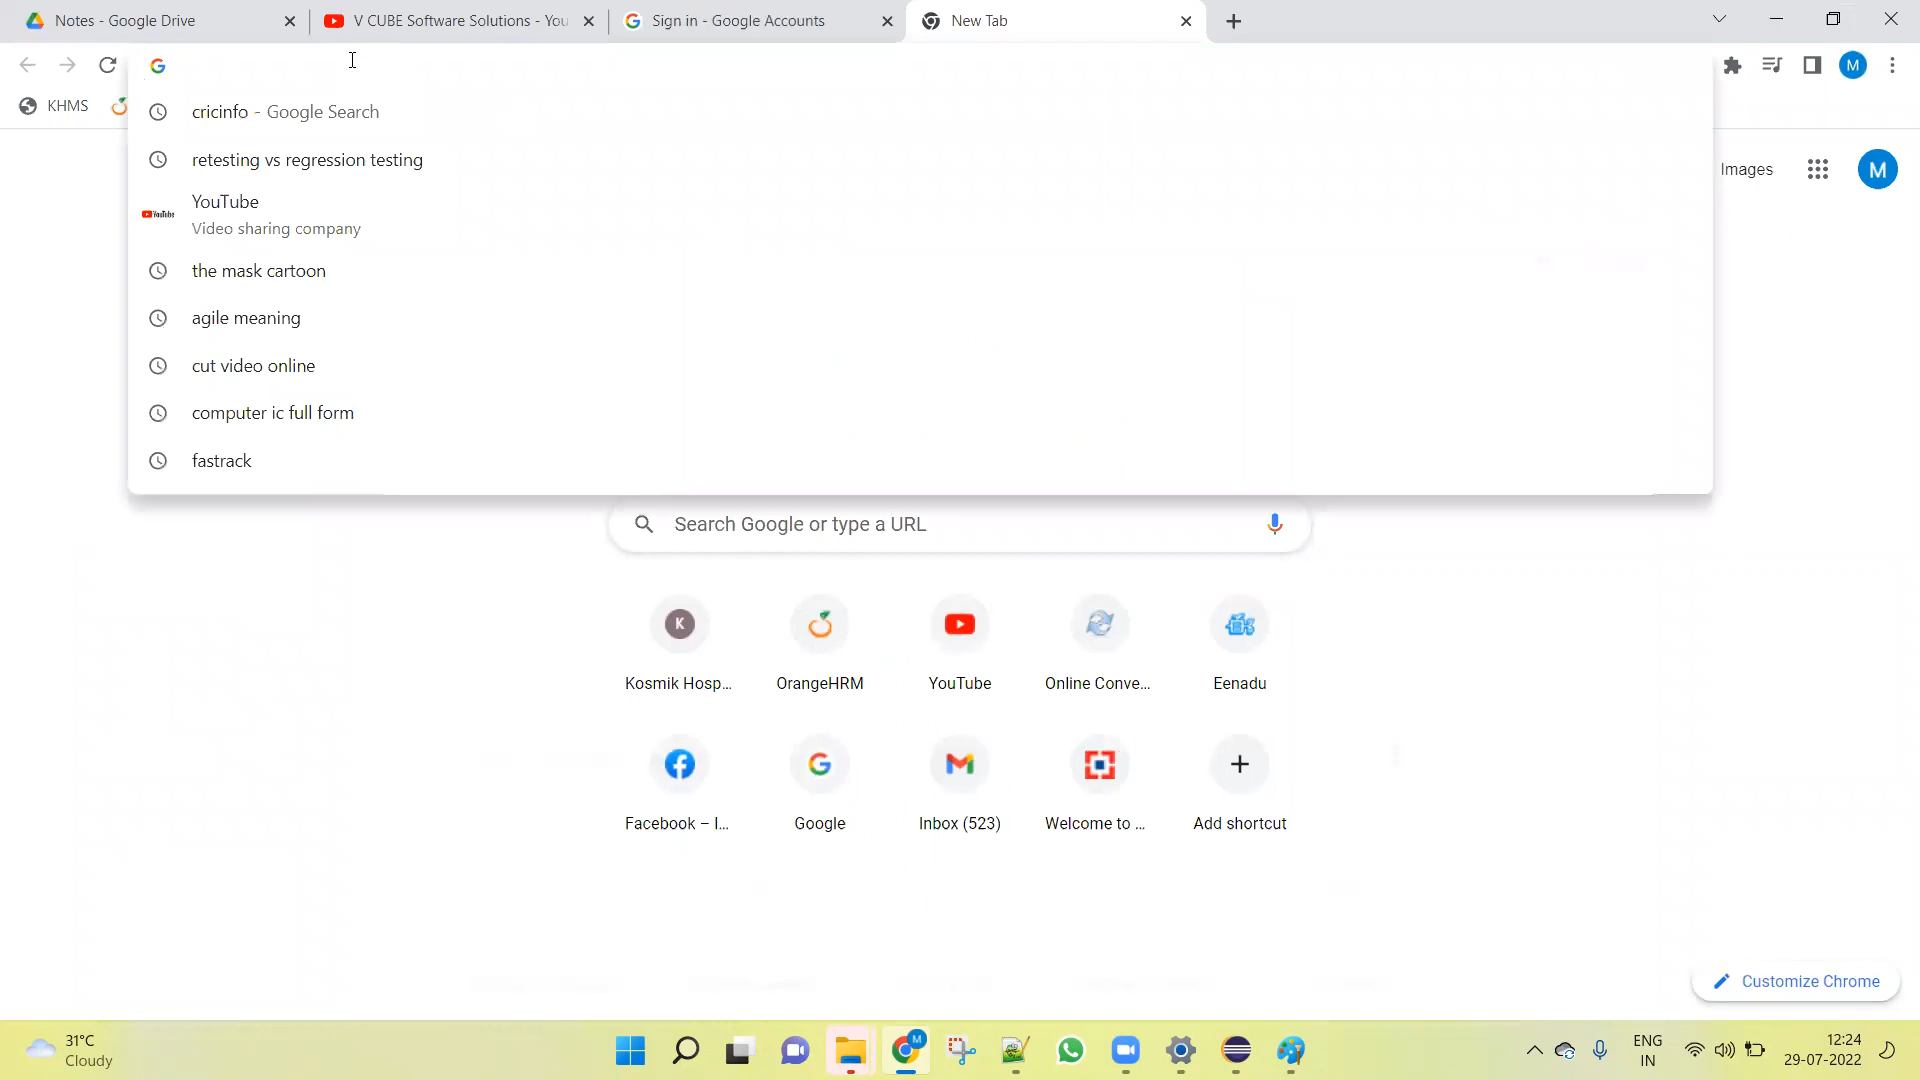 Notes - Google Drive
V CUBE Software Solutions - You
Sign in - Google Accounts
New Tab
KHMS
cricinfo - Google Search
retesting vs regression testing
YouTube
YouTube
Video sharing company
the mask cartoon
agile meaning
cut video online
computer ic full form
fastrack
Images
M
M
Search Google or type a URL
K
Kosmik Hosp...
OrangeHRM
YouTube
Online Conve...
Eenadu
Facebook – I...
Google
Inbox (523)
Welcome to ...
Add shortcut
Customize Chrome
31°C
Cloudy
M
ENG
IN
12:24
29-07-2022